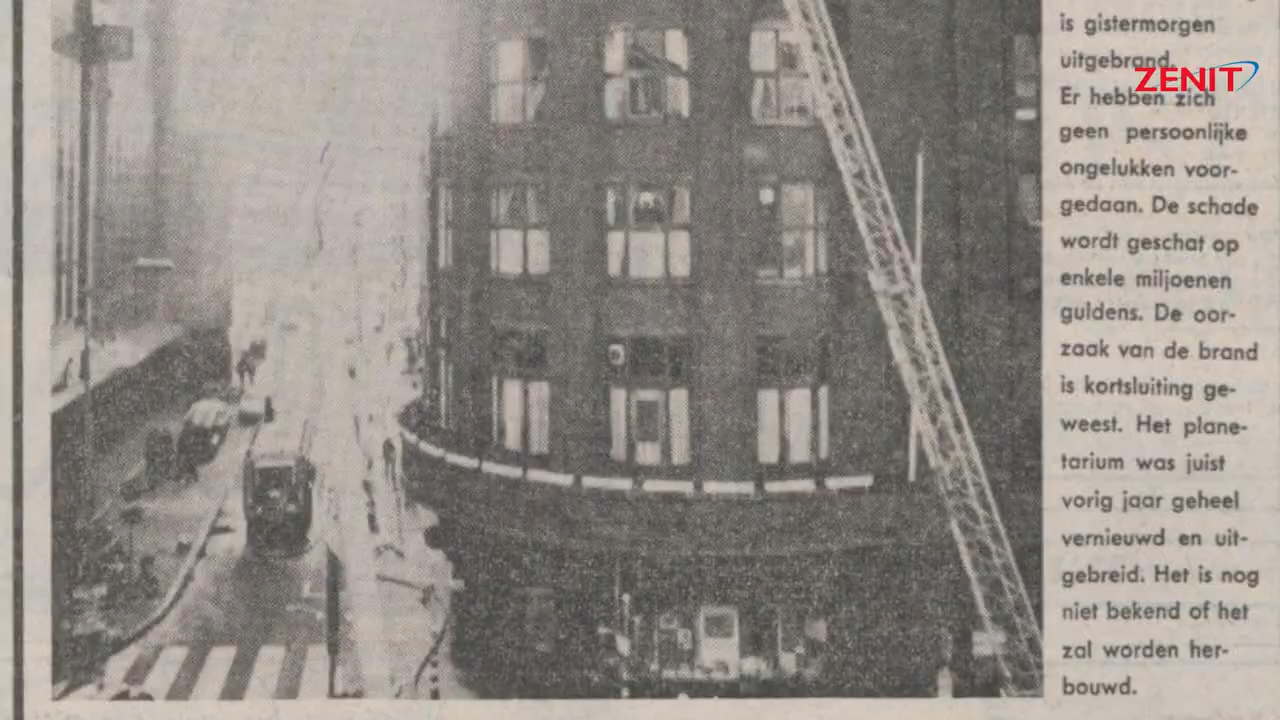 is gistermorgen
uitgebrand.
ZENIT
Er hebben zich
geen persoonlijke
ongelukken voor-
gedaan. De schade
wordt geschat op
enkele miljoenen
guldens. De oor-
zaak van de brand
is kortsluiting ge-
weest. Het plane-
tarium was juist
vorig jaar geheel
vernieuwd en uit-
gebreid. Het is nog
niet bekend of het
zal worden her-
bouwd.